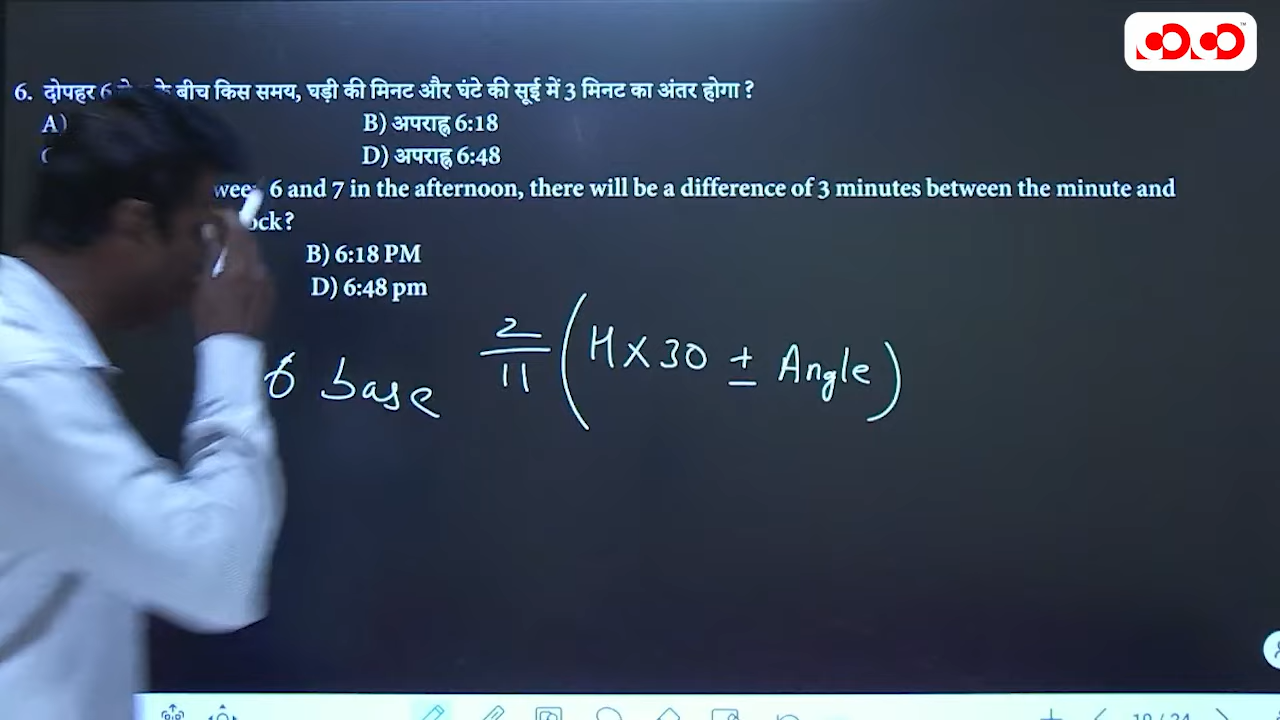 6. दोपहर 6 के बीच किस समय, घड़ी की मिनट और घंटे की सूई में 3 मिनट का अंतर होगा ?
A) B) अपराह्न 6:18
D) अपराह्न 6:48
6 and 7 in the afternoon, there will be a difference of 3 minutes between the minute and
B) 6:18 PM
D) 6:48 pm
6 base 2/11 (H X 30 ± Angle)